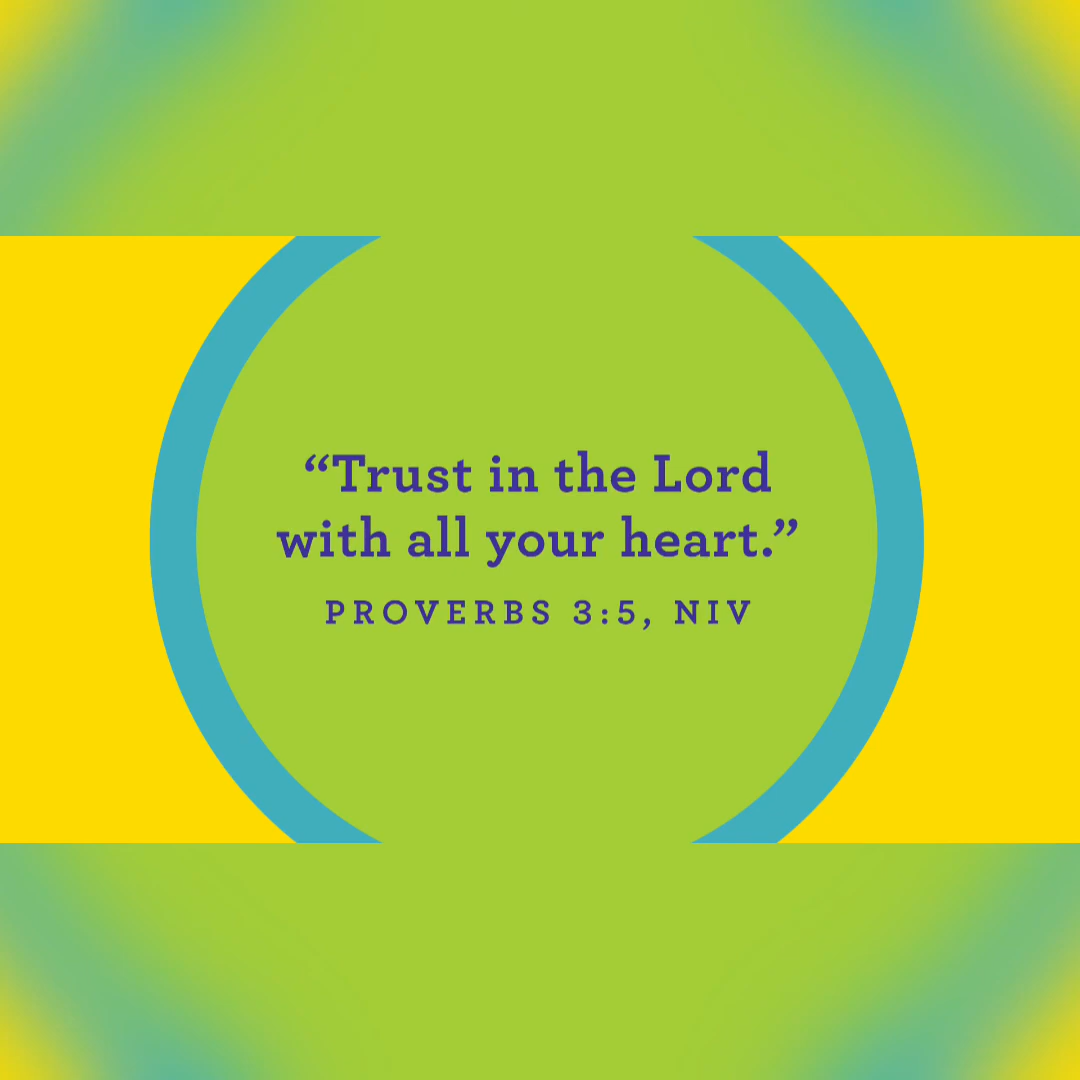 “Trust in the Lord
with all your heart.”
PROVERBS 3:5, NIV